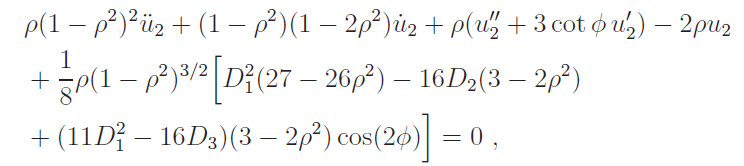 ρ(1 − ρ²)²ü₂ + (1 − ρ²)(1 − 2ρ²)u̇₂ + ρ(u₂″ + 3 cot ϕ u₂′) − 2ρu₂
+ 1/8 ρ(1 − ρ²)^{3/2} [ D₁²(27 − 26ρ²) − 16D₂(3 − 2ρ²)
+ (11D₁² − 16D₃)(3 − 2ρ²) cos(2ϕ) ] = 0 ,